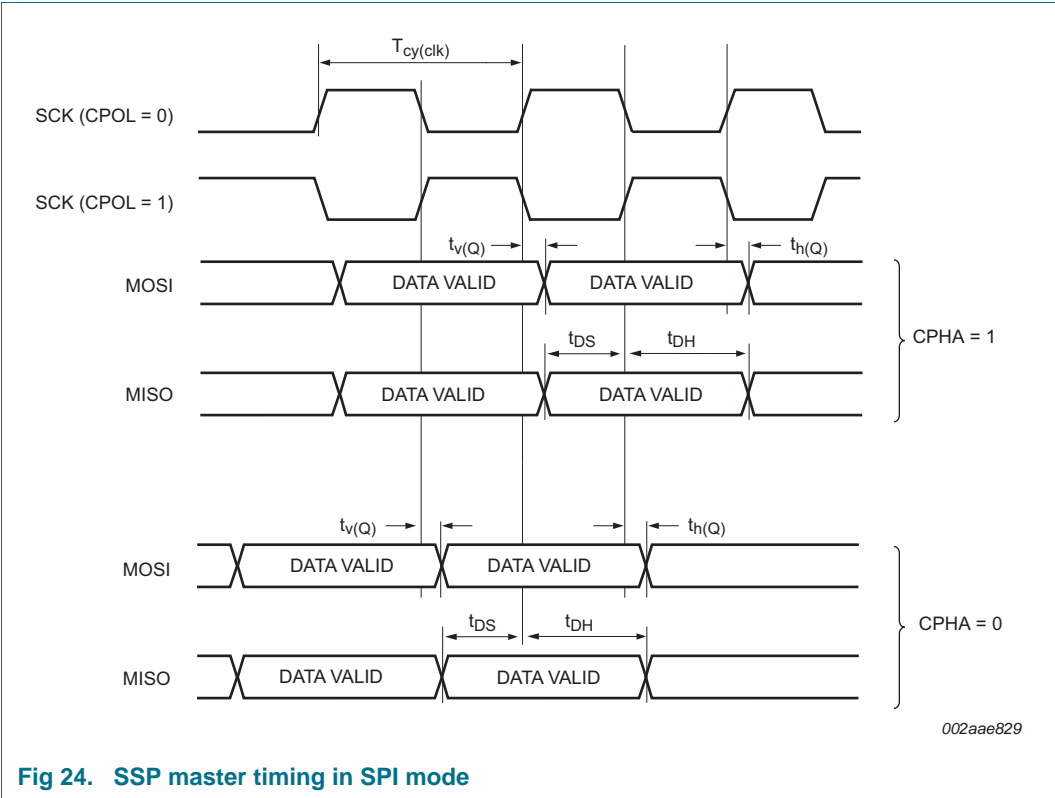 Tcy(clk)
SCK (CPOL = 0)
SCK (CPOL = 1)
tv(Q) th(Q)
MOSI DATA VALID DATA VALID
CPHA = 1
tDS tDH
MISO DATA VALID DATA VALID
tv(Q) th(Q)
MOSI DATA VALID DATA VALID
CPHA = 0
tDS tDH
MISO DATA VALID DATA VALID
002aae829
Fig 24. SSP master timing in SPI mode